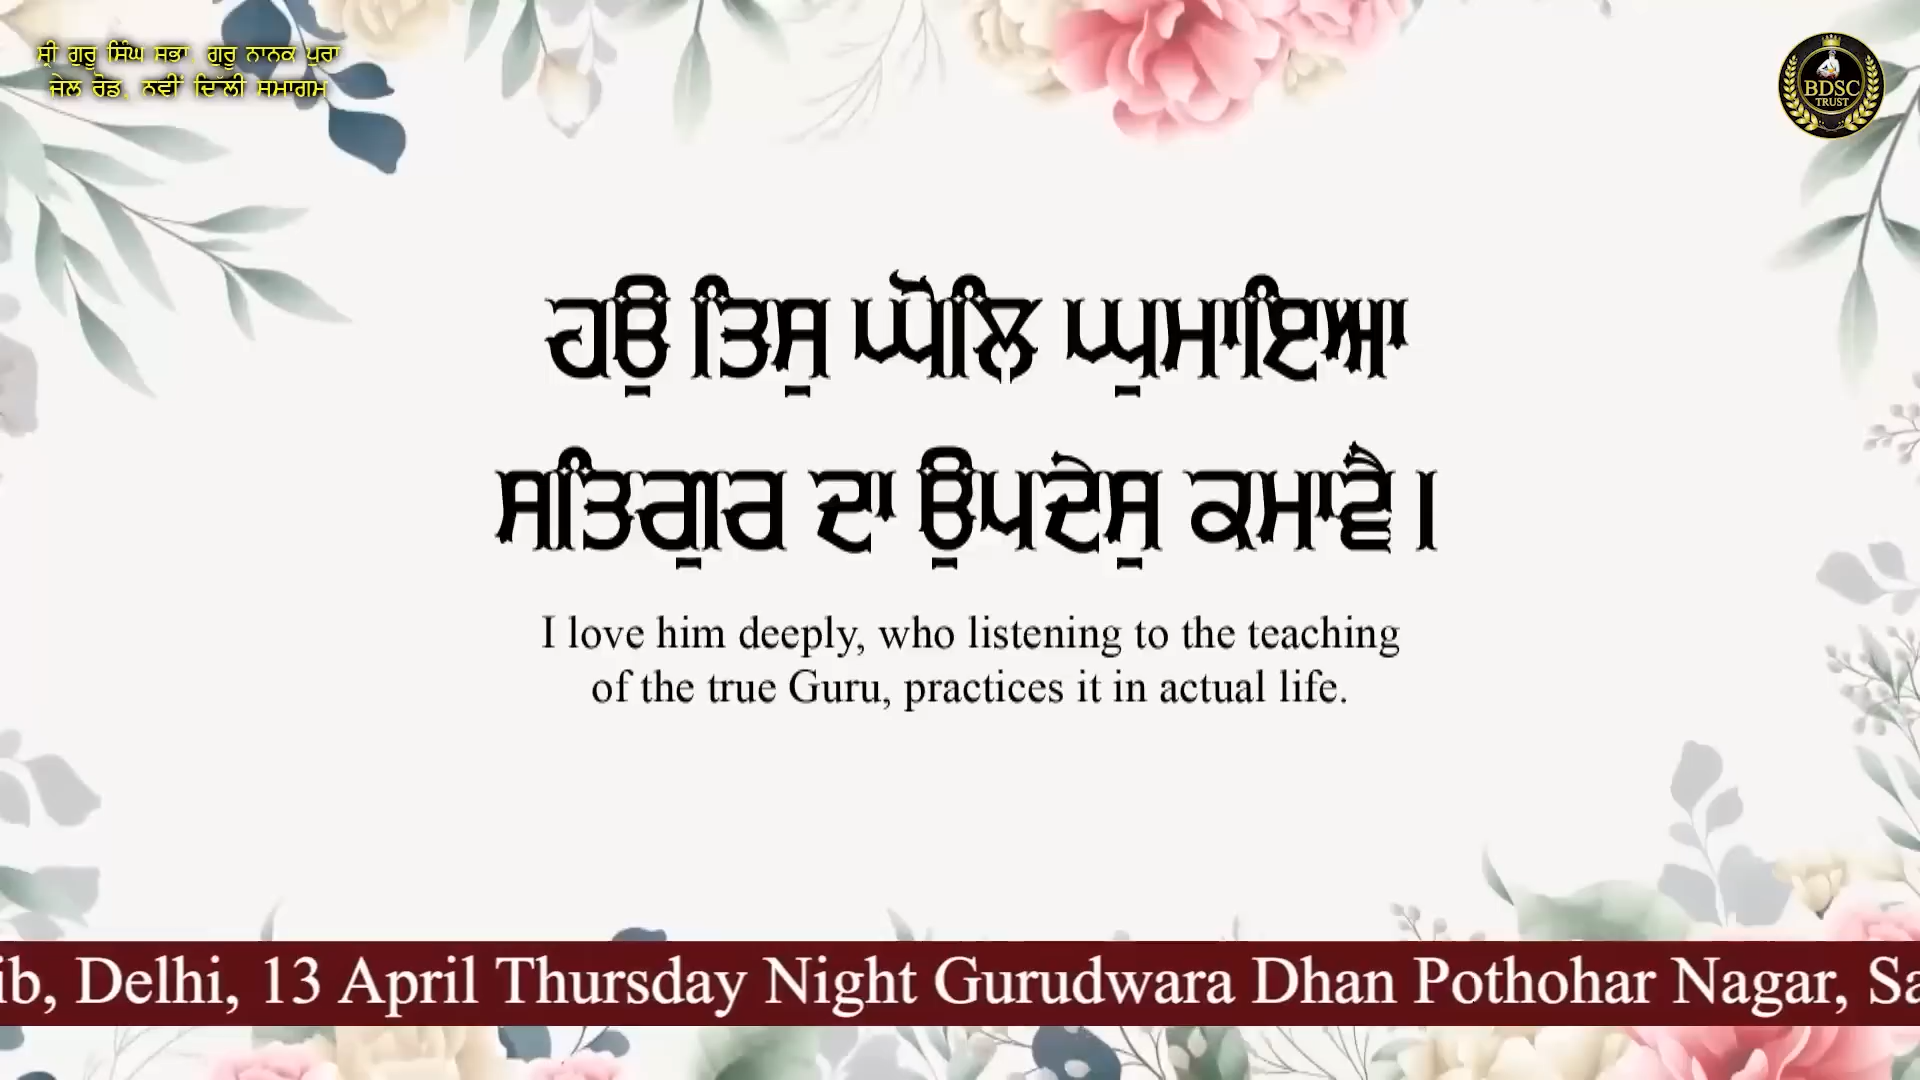 ਸ੍ਰੀ ਗੁਰੂ ਸਿੰਘ ਸਭਾ, ਗੁਰੂ ਨਾਨਕ ਪੁਰਾ
ਜੇਲ ਰੋਡ, ਨਵੀਂ ਦਿੱਲੀ ਸਮਾਗਮ
BDSC
TRUST
ਹਉ ਤਿਸੁ ਘੋਲਿ ਘੁਮਾਇਆ
ਸਤਿਗੁਰ ਦਾ ਉਪਦੇਸੁ ਕਮਾਵੈ।
I love him deeply, who listening to the teaching
of the true Guru, practices it in actual life.
ib, Delhi, 13 April Thursday Night Gurudwara Dhan Pothohar Nagar, Sa